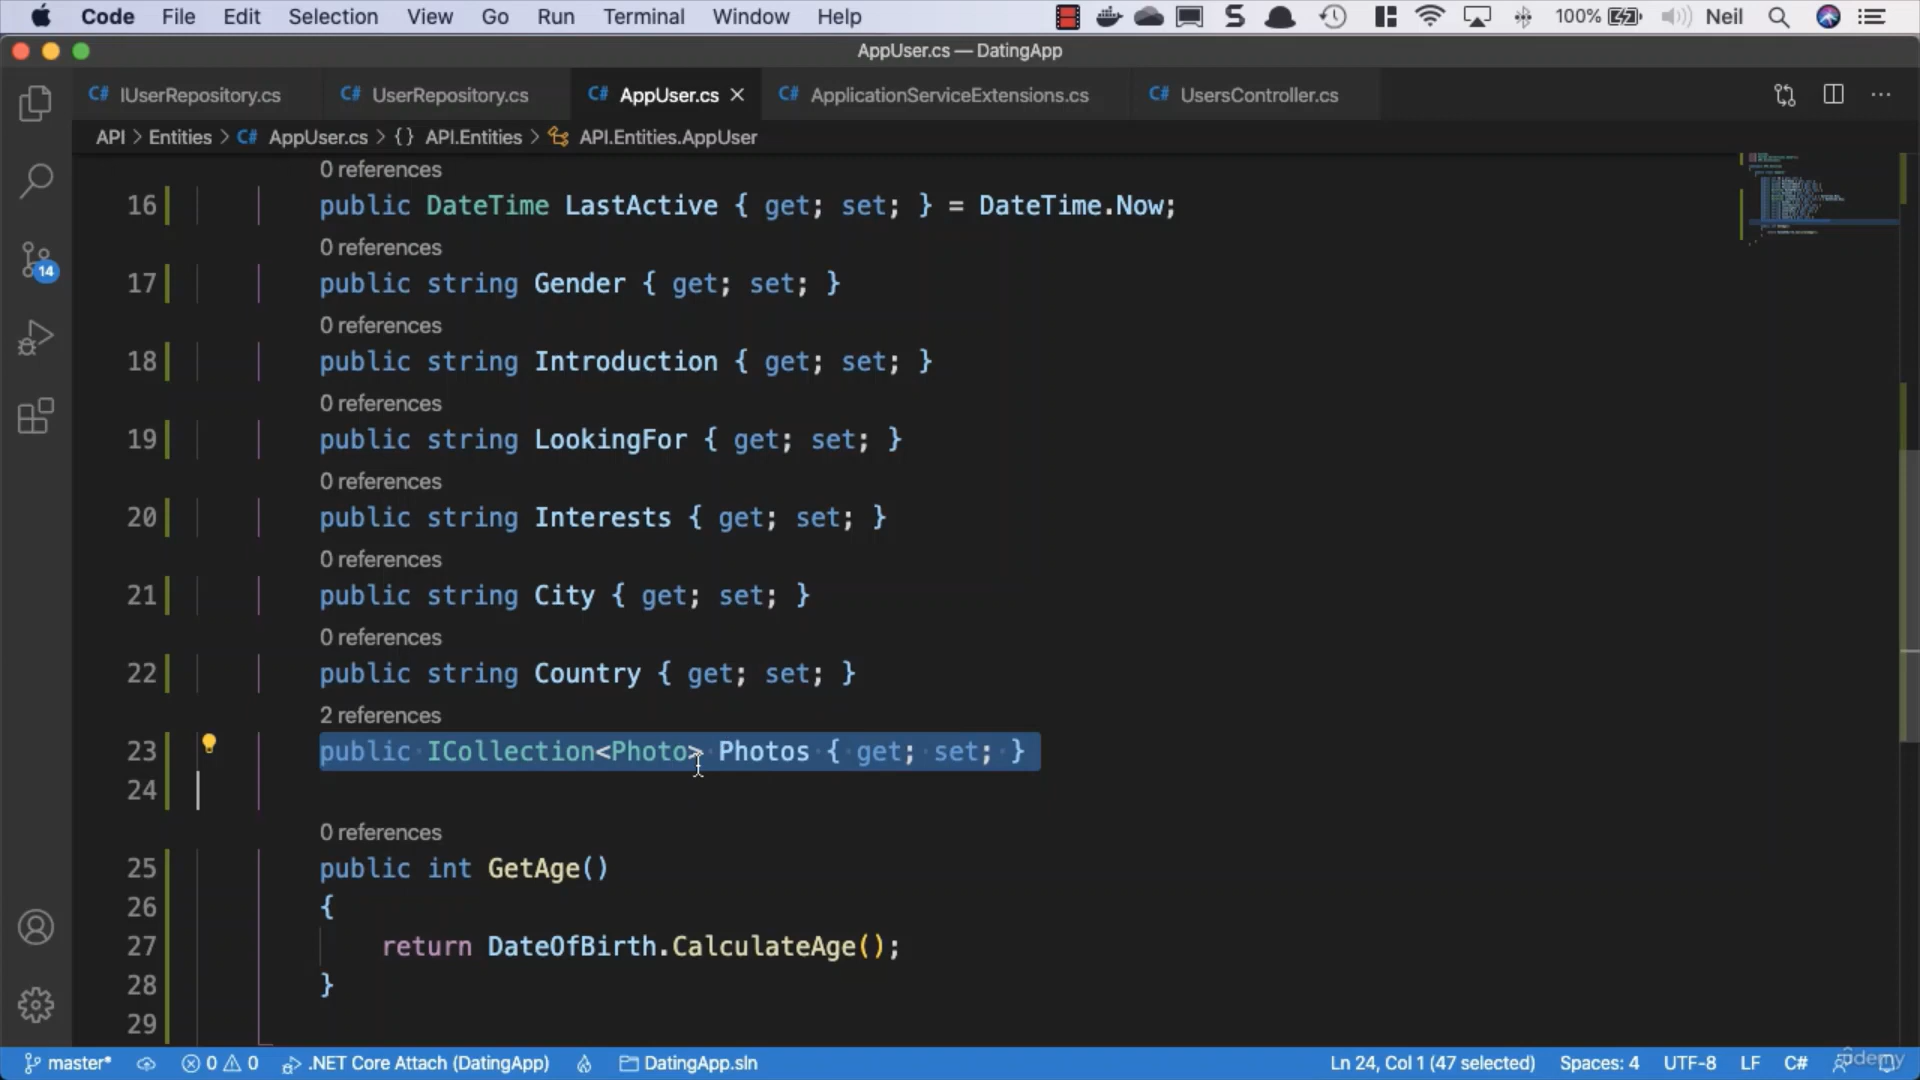 Code File Edit Selection View Go Run Terminal Window Help 100% Neil
AppUser.cs — DatingApp
C# IUserRepository.cs C# UserRepository.cs C# AppUser.cs C# ApplicationServiceExtensions.cs C# UsersController.cs
API > Entities > C# AppUser.cs > {} API.Entities > API.Entities.AppUser
0 references
16 public DateTime LastActive { get; set; } = DateTime.Now;
0 references
17 public string Gender { get; set; }
0 references
18 public string Introduction { get; set; }
0 references
19 public string LookingFor { get; set; }
0 references
20 public string Interests { get; set; }
0 references
21 public string City { get; set; }
0 references
22 public string Country { get; set; }
2 references
23 public ICollection<Photo> Photos { get; set; }
24
0 references
25 public int GetAge()
26 {
27 return DateOfBirth.CalculateAge();
28 }
29
14
master* 0 0 .NET Core Attach (DatingApp) DatingApp.sln Ln 24, Col 1 (47 selected) Spaces: 4 UTF-8 LF C#
udemy